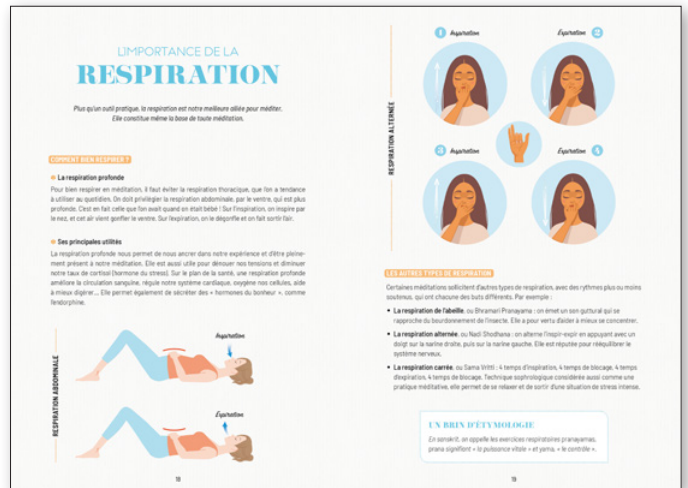 L'IMPORTANCE DE LA
RESPIRATION
Plus qu'un outil pratique, la respiration est notre meilleure alliée pour méditer.
Elle constitue même la base de toute méditation.
COMMENT BIEN RESPIRER ?
La respiration profonde
Pour bien respirer en méditation, il faut éviter la respiration thoracique, que l'on a tendance
à utiliser au quotidien. On doit privilégier la respiration abdominale, par le ventre, qui est plus
profonde. C'est en fait celle que l'on avait quand on était bébé ! Sur l'inspiration, on inspire par
le nez, et cet air vient gonfler le ventre. Sur l'expiration, on le dégonfle et on fait sortir l'air.
Ses principales utilités
La respiration profonde nous permet de nous ancrer dans notre expérience et d'être pleine-
ment présent à notre méditation. Elle est aussi utile pour dénouer nos tensions et diminuer
notre taux de cortisol (hormone du stress). Sur le plan de la santé, une respiration profonde
améliore la circulation sanguine, régule notre système cardiaque, oxygène nos cellules, aide
à mieux digérer... Elle permet également de sécréter des « hormones du bonheur », comme
l'endorphine.
RESPIRATION ABDOMINALE
Inspiration
Expiration
18
RESPIRATION ALTERNÉE
1 Inspiration
Expiration 2
3 Inspiration
Expiration 4
LES AUTRES TYPES DE RESPIRATION
Certaines méditations sollicitent d'autres types de respiration, avec des rythmes plus ou moins
soutenus, qui ont chacune des buts différents. Par exemple :
• La respiration de l'abeille, ou Bhramari Pranayama : on émet un son guttural qui se
rapproche du bourdonnement de l'insecte. Elle a pour vertu d'aider à mieux se concentrer.
• La respiration alternée, ou Nadi Shodhana : on alterne l'inspir-expir en appuyant avec un
doigt sur la narine droite, puis sur la narine gauche. Elle est réputée pour rééquilibrer le
système nerveux.
• La respiration carrée, ou Sama Vritti : 4 temps d'inspiration, 4 temps de blocage, 4 temps
d'expiration, 4 temps de blocage. Technique sophrologique considérée aussi comme une
pratique méditative, elle permet de se relaxer et de sortir d'une situation de stress intense.
UN BRIN D'ÉTYMOLOGIE
En sanskrit, on appelle les exercices respiratoires pranayamas,
prana signifiant « la puissance vitale » et yama, « le contrôle ».
19